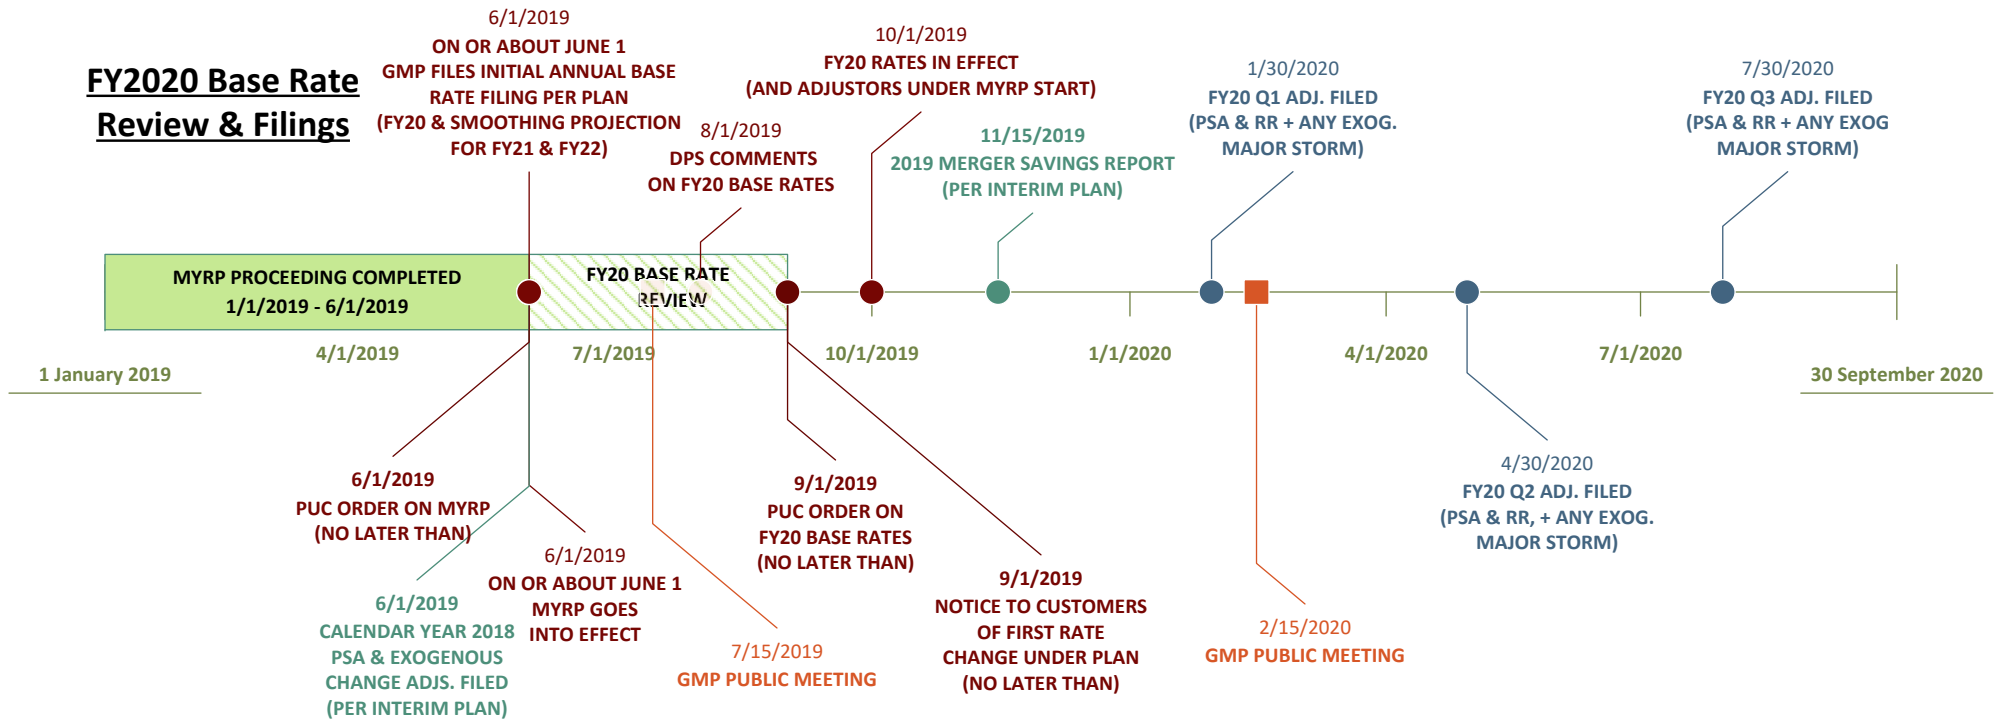 FY2020 Base Rate
Review & Filings
6/1/2019
ON OR ABOUT JUNE 1
GMP FILES INITIAL ANNUAL BASE
RATE FILING PER PLAN
(FY20 & SMOOTHING PROJECTION
FOR FY21 & FY22)
8/1/2019
DPS COMMENTS
ON FY20 BASE RATES
10/1/2019
FY20 RATES IN EFFECT
(AND ADJUSTORS UNDER MYRP START)
11/15/2019
2019 MERGER SAVINGS REPORT
(PER INTERIM PLAN)
1/30/2020
FY20 Q1 ADJ. FILED
(PSA & RR + ANY EXOG.
MAJOR STORM)
7/30/2020
FY20 Q3 ADJ. FILED
(PSA & RR + ANY EXOG
MAJOR STORM)
MYRP PROCEEDING COMPLETED
1/1/2019 - 6/1/2019
FY20 BASE RATE
REVIEW
1 January 2019
4/1/2019
7/1/2019
10/1/2019
1/1/2020
4/1/2020
7/1/2020
30 September 2020
6/1/2019
PUC ORDER ON MYRP
(NO LATER THAN)
6/1/2019
CALENDAR YEAR 2018
PSA & EXOGENOUS
CHANGE ADJS. FILED
(PER INTERIM PLAN)
6/1/2019
ON OR ABOUT JUNE 1
MYRP GOES
INTO EFFECT
7/15/2019
GMP PUBLIC MEETING
9/1/2019
PUC ORDER ON
FY20 BASE RATES
(NO LATER THAN)
9/1/2019
NOTICE TO CUSTOMERS
OF FIRST RATE
CHANGE UNDER PLAN
(NO LATER THAN)
2/15/2020
GMP PUBLIC MEETING
4/30/2020
FY20 Q2 ADJ. FILED
(PSA & RR, + ANY EXOG.
MAJOR STORM)